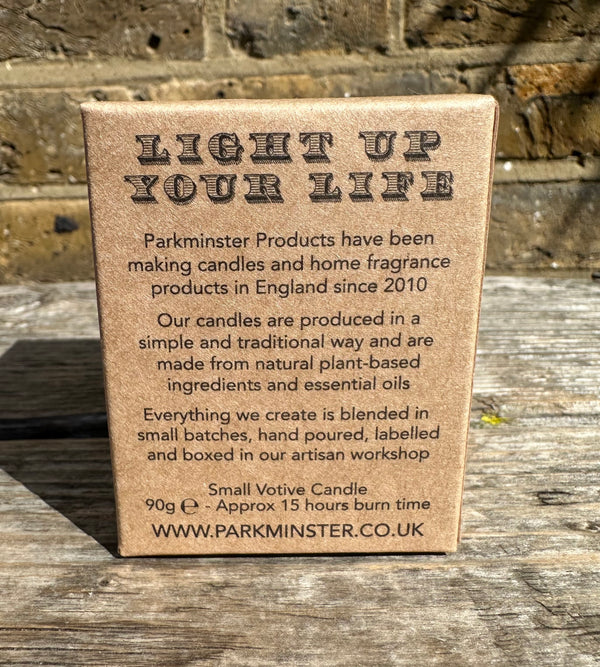 LIGHT UP
YOUR LIFE
Parkminster Products have been
making candles and home fragrance
products in England since 2010
Our candles are produced in a
simple and traditional way and are
made from natural plant-based
ingredients and essential oils
Everything we create is blended in
small batches, hand poured, labelled
and boxed in our artisan workshop
Small Votive Candle
90g ℮ - Approx 15 hours burn time
WWW.PARKMINSTER.CO.UK